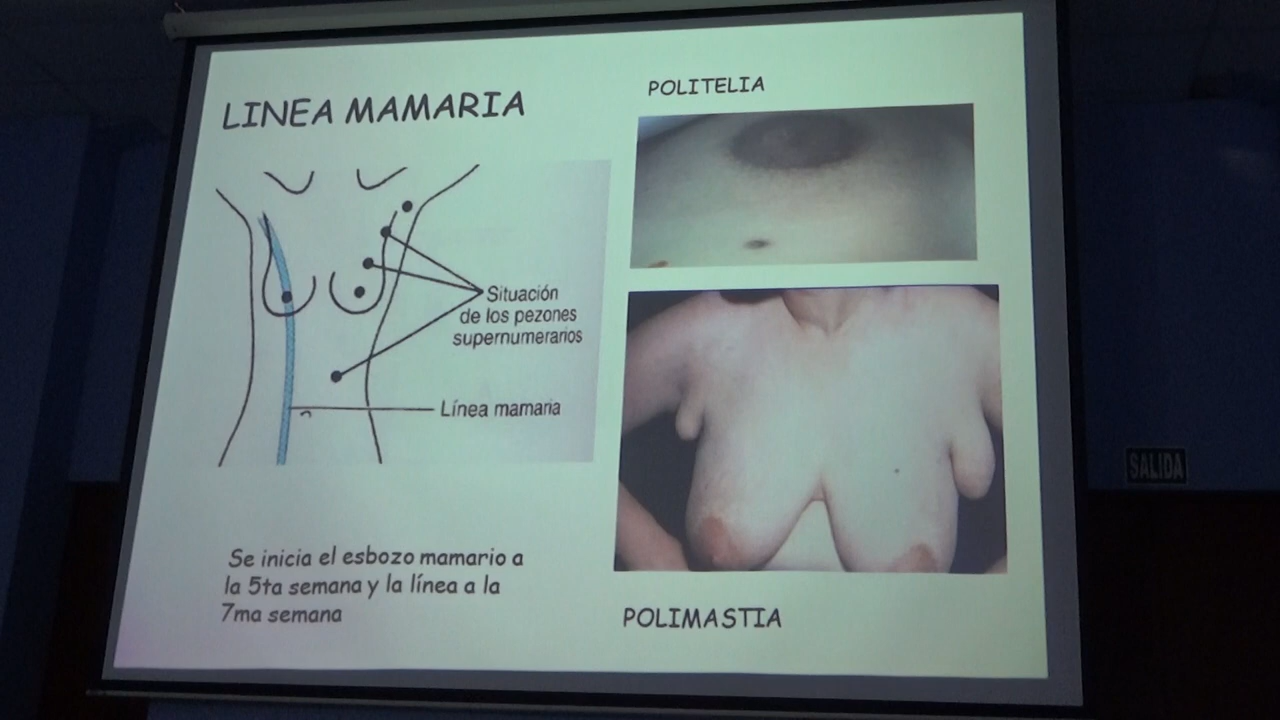 LINEA MAMARIA
Situación
de los pezones
supernumerarios
Línea mamaria
Se inicia el esbozo mamario a
la 5ta semana y la línea a la
7ma semana
POLITELIA
POLIMASTIA
SALIDA